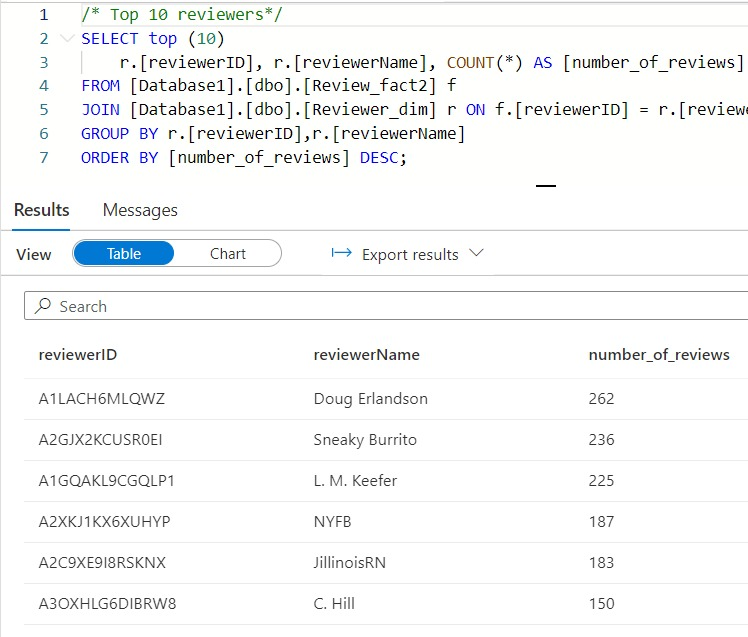 1 /* Top 10 reviewers*/
2 SELECT top (10)
3 r.[reviewerID], r.[reviewerName], COUNT(*) AS [number_of_reviews]
4 FROM [Database1].[dbo].[Review_fact2] f
5 JOIN [Database1].[dbo].[Reviewer_dim] r ON f.[reviewerID] = r.[reviewe
6 GROUP BY r.[reviewerID],r.[reviewerName]
7 ORDER BY [number_of_reviews] DESC;
Results Messages
View Table Chart Export results
Search
reviewerID reviewerName number_of_reviews
A1LACH6MLQWZ Doug Erlandson 262
A2GJX2KCUSR0EI Sneaky Burrito 236
A1GQAKL9CGQLP1 L. M. Keefer 225
A2XKJ1KX6XUHYP NYFB 187
A2C9XE9I8RSKNX JillinoisRN 183
A3OXHLG6DIBRW8 C. Hill 150